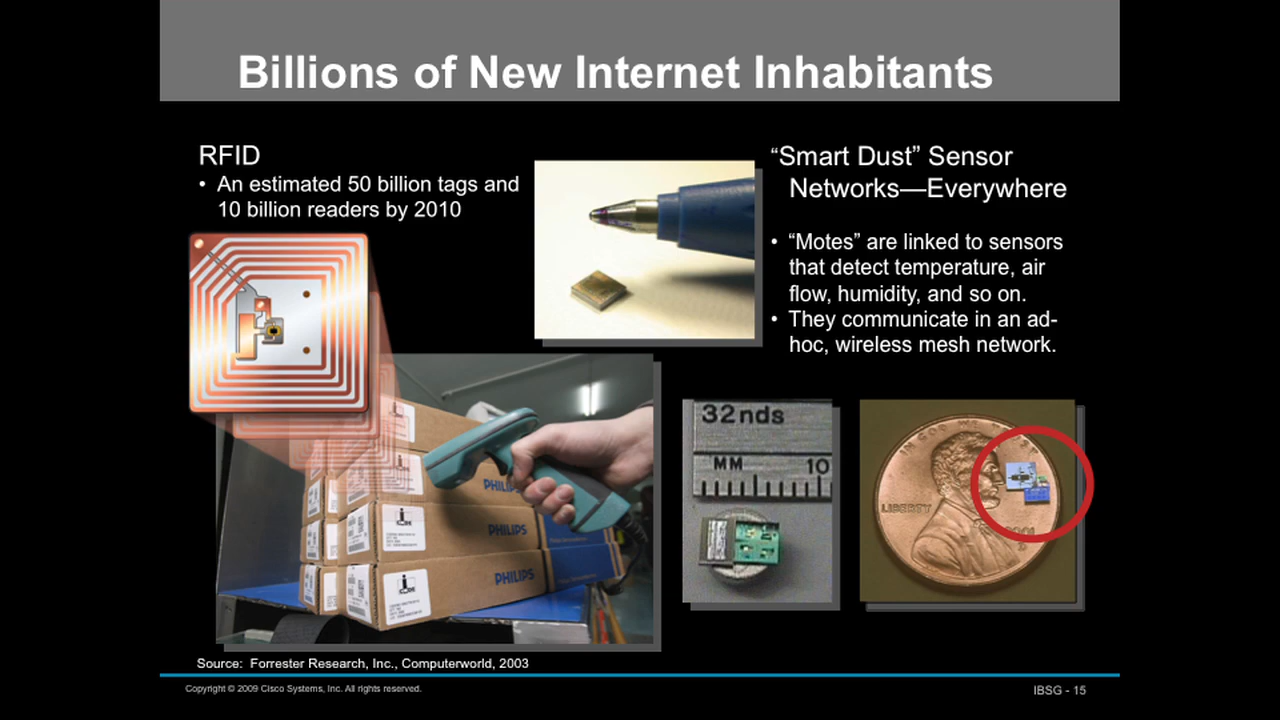 Billions of New Internet Inhabitants
RFID
• An estimated 50 billion tags and
10 billion readers by 2010
“Smart Dust” Sensor
Networks—Everywhere
• “Motes” are linked to sensors
that detect temperature, air
flow, humidity, and so on.
• They communicate in an ad-
hoc, wireless mesh network.
PHILIPS
PHILIPS
PHILIPS
32nds
MM 10
LIBERTY
2001
Source: Forrester Research, Inc., Computerworld, 2003
Copyright © 2009 Cisco Systems, Inc. All rights reserved.
IBSG - 15